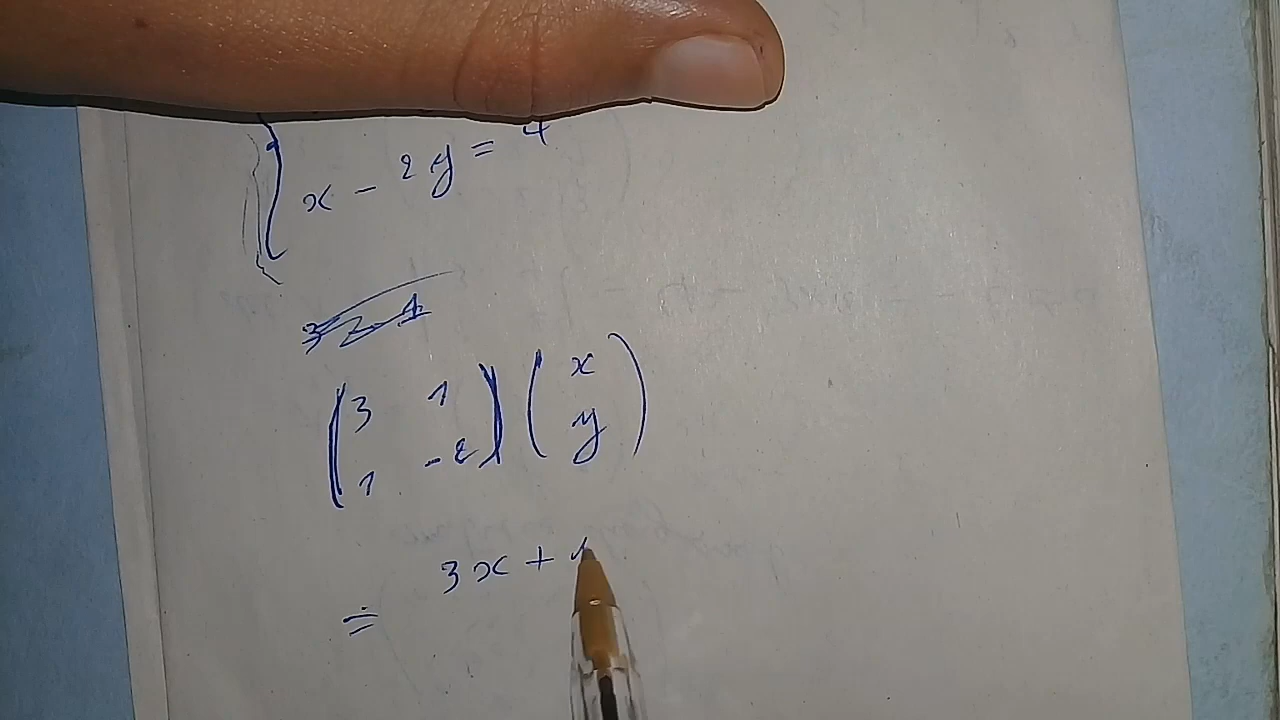 x - 2y = 4
( 3 1 ) ( x )
( 1 -2 ) ( y )
3x +
=